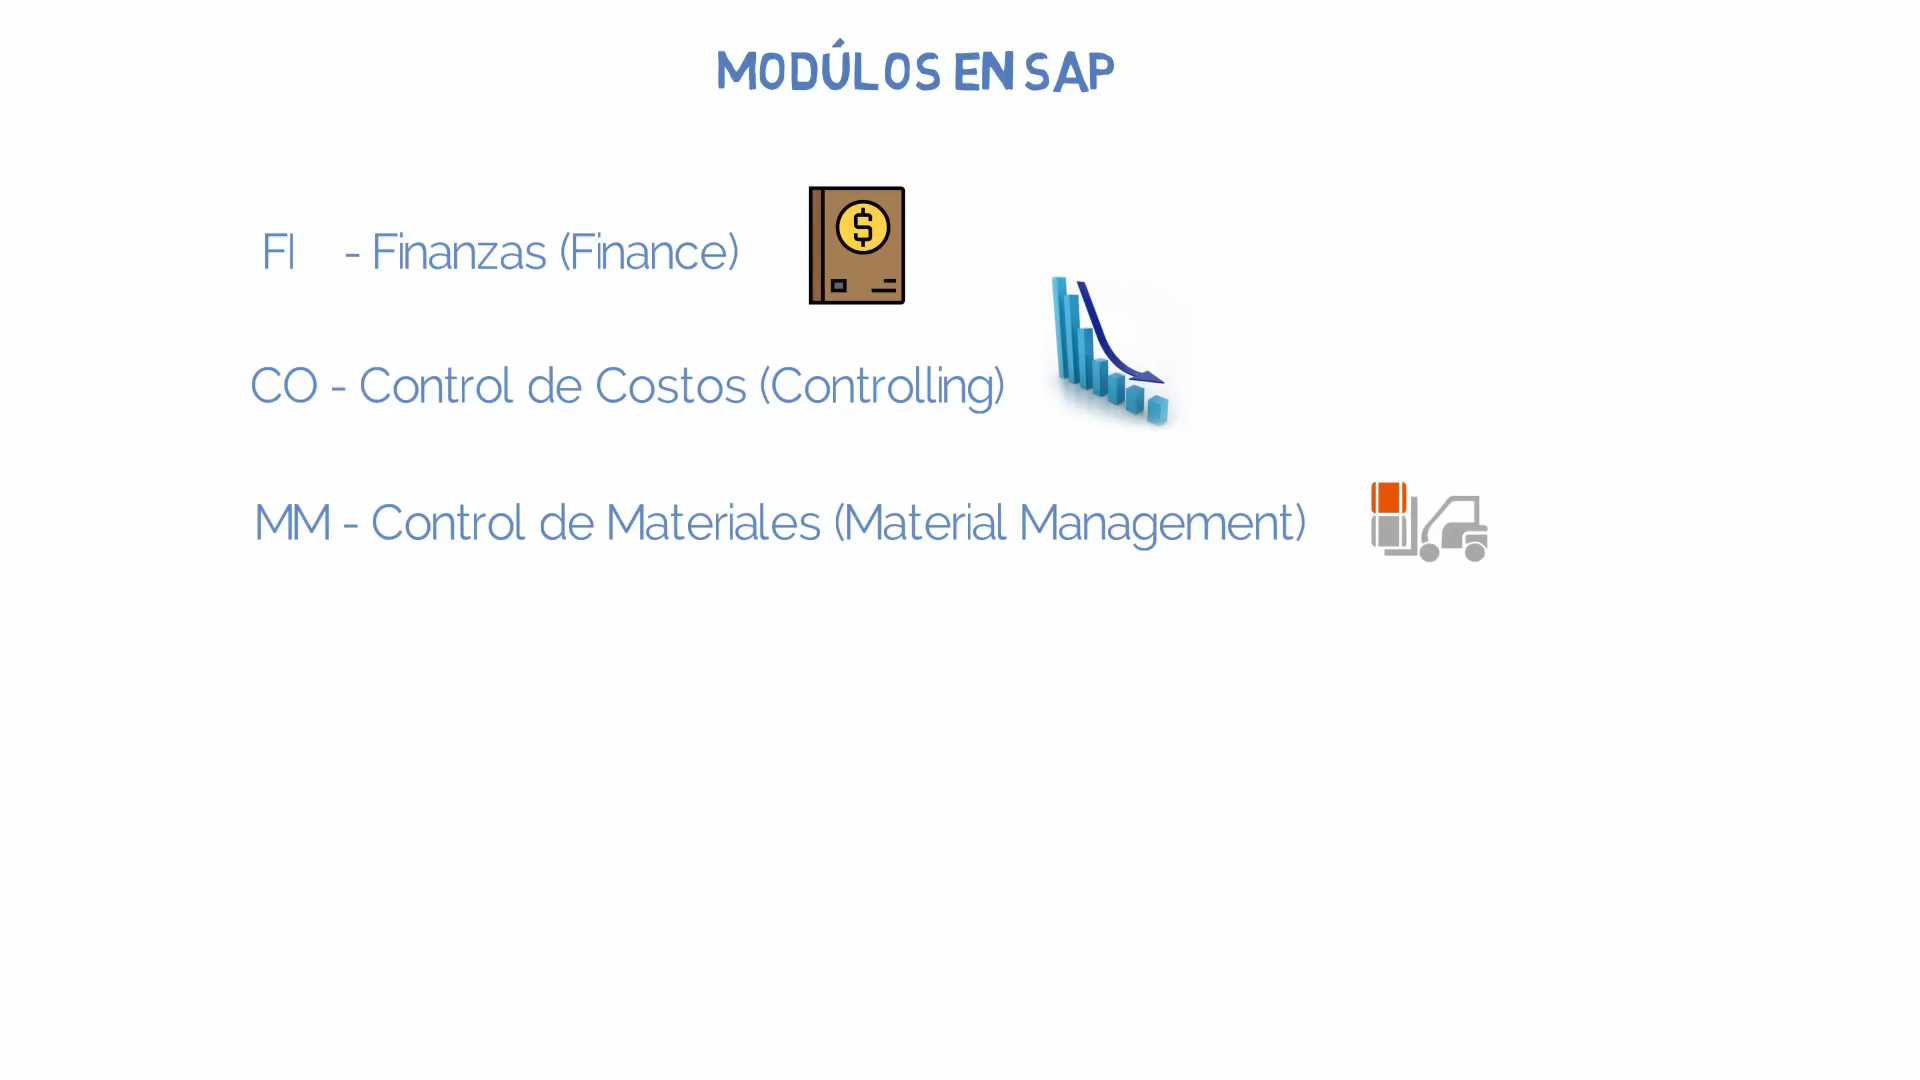 MODÚLOS EN SAP
FI - Finanzas (Finance)
CO - Control de Costos (Controlling)
MM - Control de Materiales (Material Management)